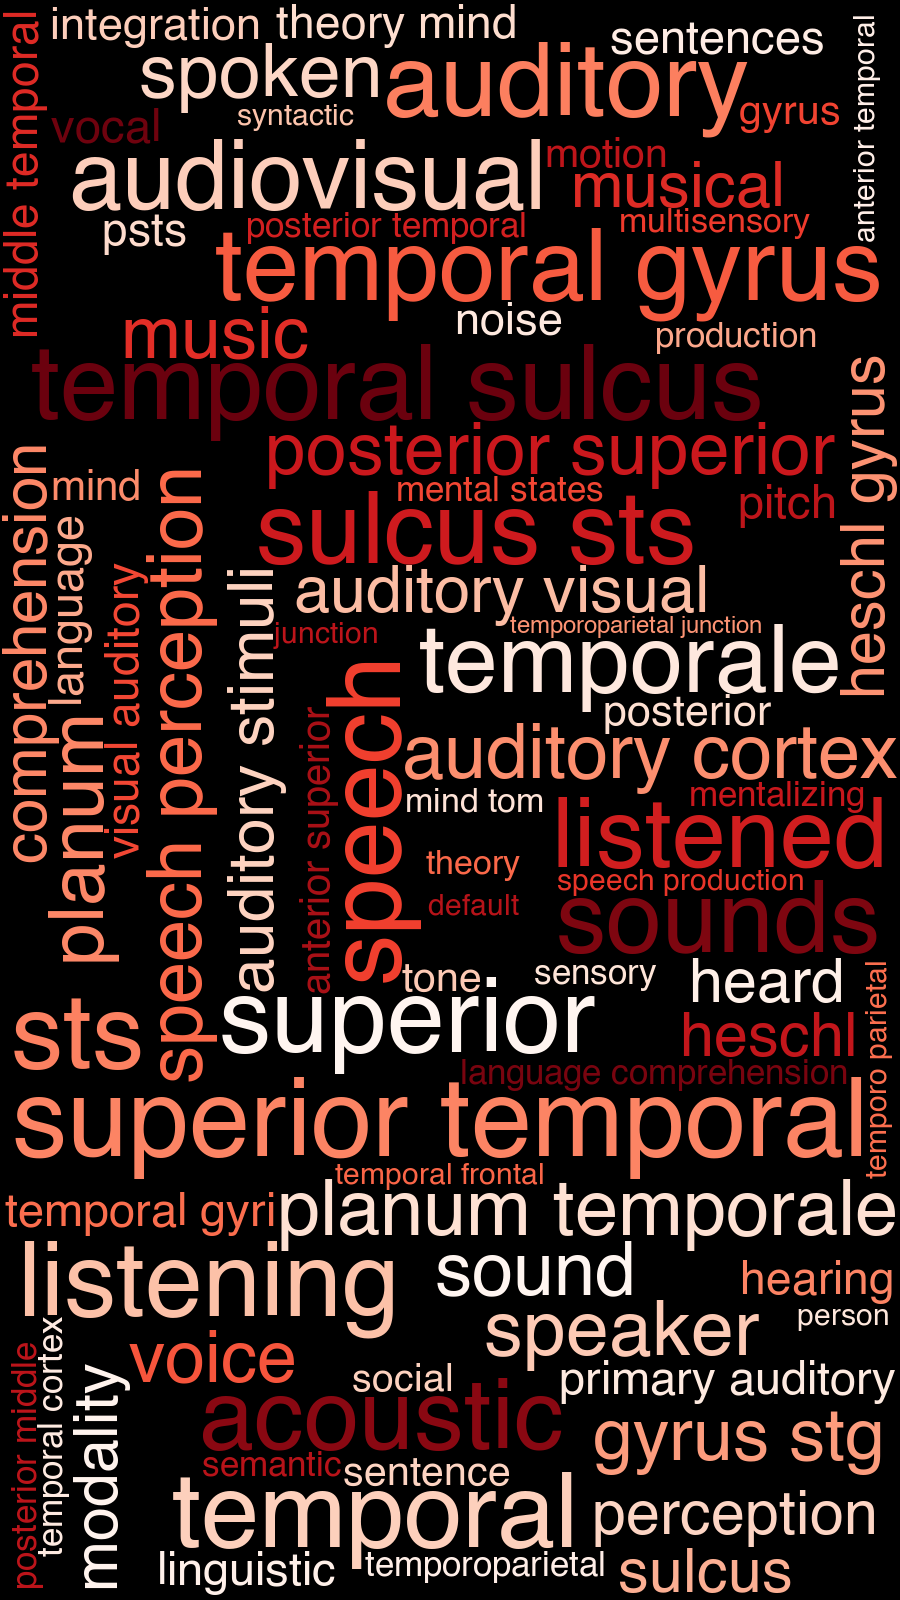 integration
theory mind
sentences
middle temporal
anterior temporal
spoken
auditory
syntactic
gyrus
vocal
audiovisual
motion
musical
psts
posterior temporal
multisensory
temporal gyrus
music
noise
production
temporal sulcus
heschl gyrus
posterior superior
comprehension
mind
mental states
pitch
speech perception
sulcus sts
language
visual auditory
auditory stimuli
auditory visual
junction
temporoparietal junction
temporale
speech
posterior
anterior superior
planum
auditory cortex
mind tom
mentalizing
listened
theory
speech production
default
sounds
tone
sensory
heard
superior
sts
heschl
temporo parietal
language comprehension
superior temporal
temporal frontal
temporal gyri
planum temporale
listening
sound
hearing
speaker
person
posterior middle
temporal cortex
voice
modality
social
primary auditory
acoustic
gyrus stg
semantic
sentence
temporal
perception
linguistic
temporoparietal
sulcus